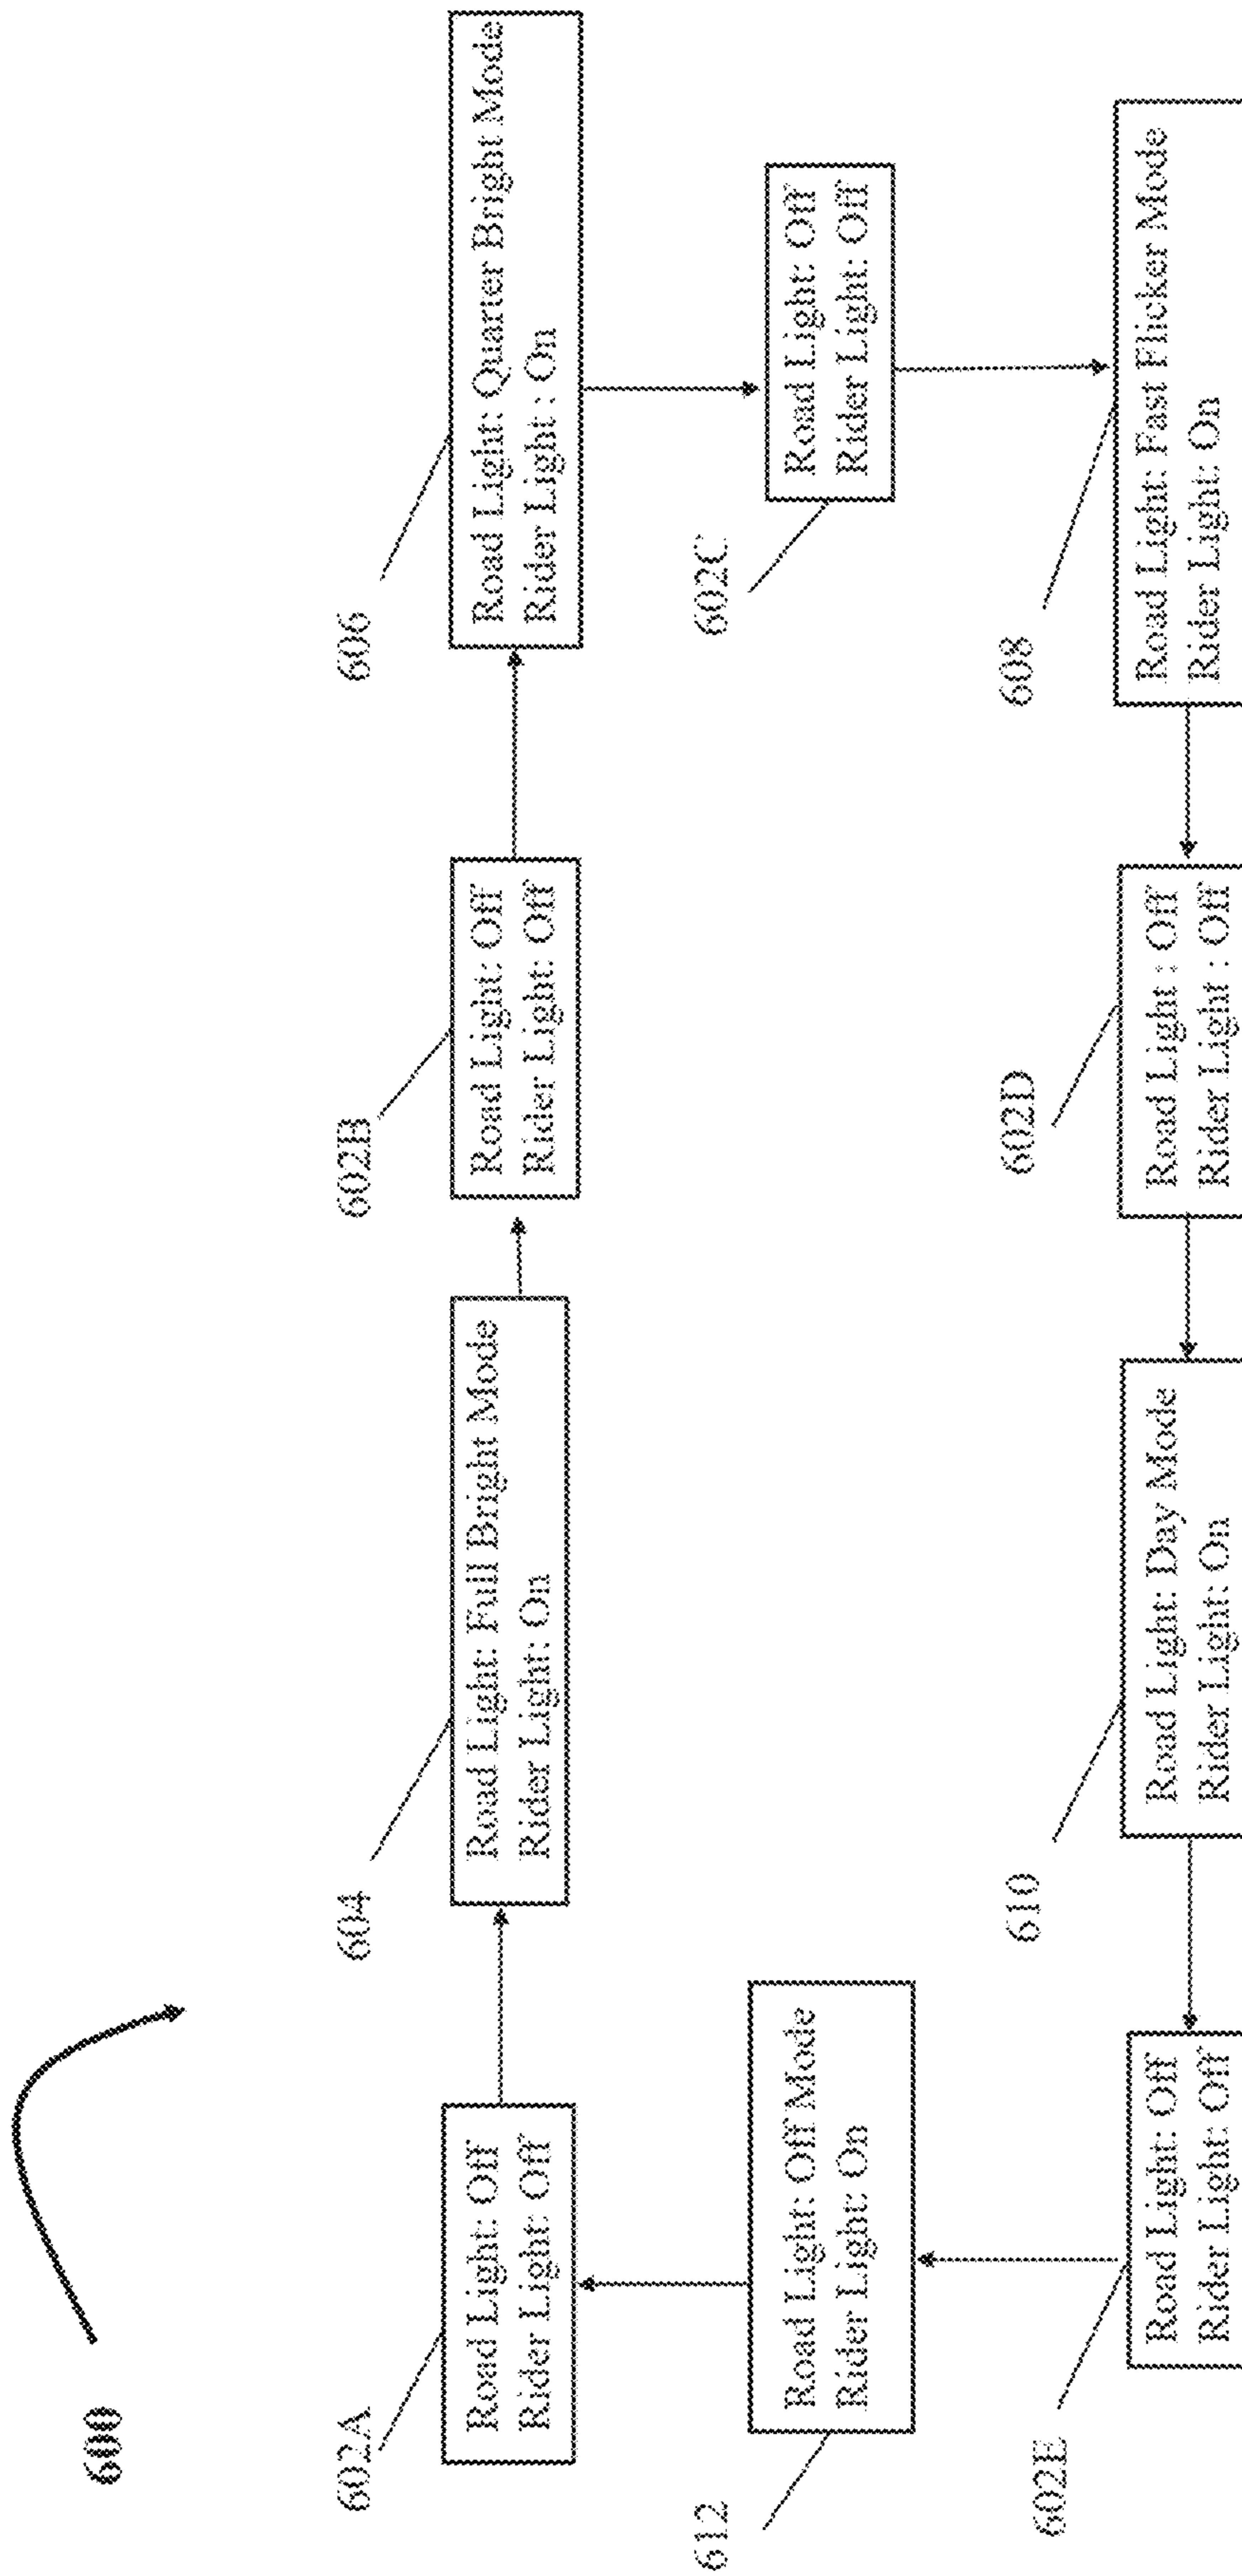 600
602A
Road Light: Off
Rider Light: Off
604
Road Light: Full Bright Mode
Rider Light: On
602B
Road Light: Off
Rider Light: Off
606
Road Light: Quarter Bright Mode
Rider Light : On
612
Road Light: Off Mode
Rider Light: On
602C
Road Light: Off
Rider Light: Off
602E
Road Light: Off
Rider Light: Off
610
Road Light: Day Mode
Rider Light: On
602D
Road Light : Off
Rider Light : Off
608
Road Light: Fast Flicker Mode
Rider Light: On